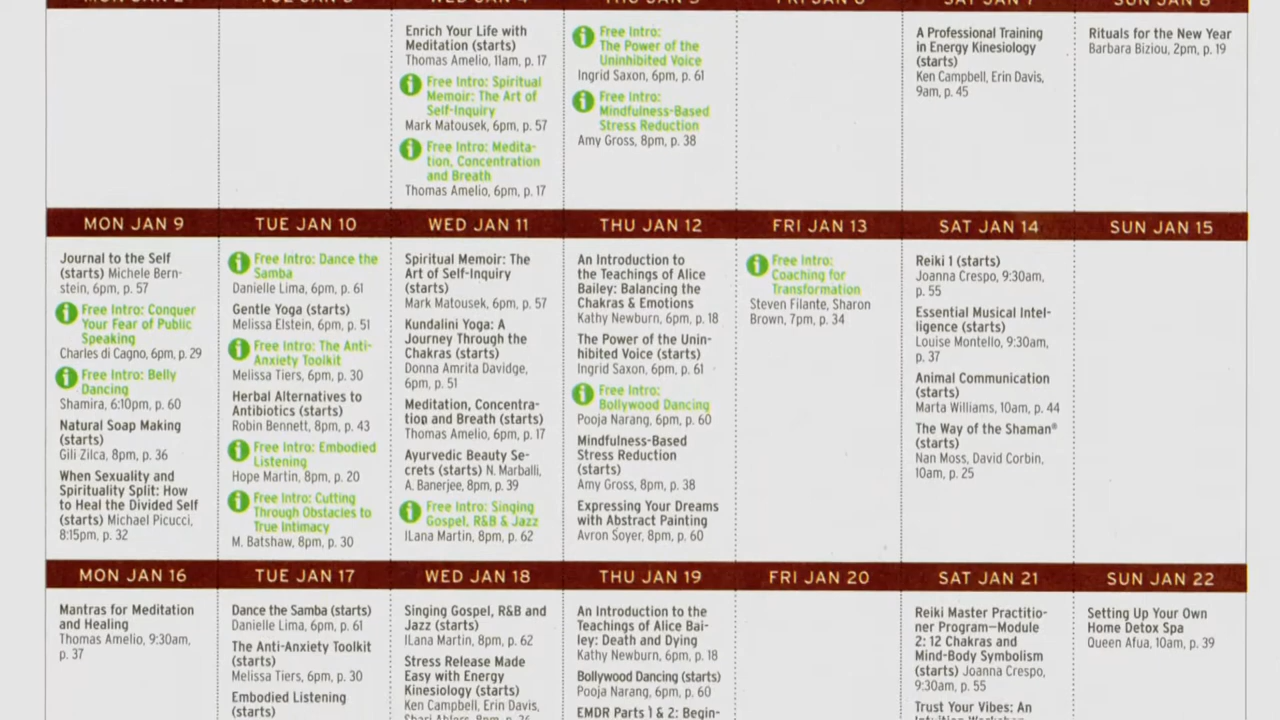 MON JAN 2
TUE JAN 3
WED JAN 4
THU JAN 5
FRI JAN 6
SAT JAN 7
SUN JAN 8
Enrich Your Life with
Meditation (starts)
Thomas Amelio, 11am, p. 17
Free Intro: Spiritual
Memoir: The Art of
Self-Inquiry
Mark Matousek, 6pm, p. 57
Free Intro: Medita-
tion, Concentration
and Breath
Thomas Amelio, 6pm, p. 17
Free Intro:
The Power of the
Uninhibited Voice
Ingrid Saxon, 6pm, p. 61
Free Intro:
Mindfulness-Based
Stress Reduction
Amy Gross, 8pm, p. 38
A Professional Training
in Energy Kinesiology
(starts)
Ken Campbell, Erin Davis,
9am, p. 45
Rituals for the New Year
Barbara Biziou, 2pm, p. 19
MON JAN 9
TUE JAN 10
WED JAN 11
THU JAN 12
FRI JAN 13
SAT JAN 14
SUN JAN 15
Journal to the Self
(starts) Michele Bern-
stein, 6pm, p. 57
Free Intro: Conquer
Your Fear of Public
Speaking
Charles di Cagno, 6pm, p. 29
Free Intro: Belly
Dancing
Shamira, 6:10pm, p. 60
Natural Soap Making
(starts)
Gili Zilca, 8pm, p. 36
When Sexuality and
Spirituality Split: How
to Heal the Divided Self
(starts) Michael Picucci,
8:15pm, p. 32
Free Intro: Dance the
Samba
Danielle Lima, 6pm, p. 61
Gentle Yoga (starts)
Melissa Elstein, 6pm, p. 51
Free Intro: The Anti-
Anxiety Toolkit
Melissa Tiers, 6pm, p. 30
Herbal Alternatives to
Antibiotics (starts)
Robin Bennett, 8pm, p. 43
Free Intro: Embodied
Listening
Hope Martin, 8pm, p. 20
Free Intro: Cutting
Through Obstacles to
True Intimacy
M. Batshaw, 8pm, p. 30
Spiritual Memoir: The
Art of Self-Inquiry
(starts)
Mark Matousek, 6pm, p. 57
Kundalini Yoga: A
Journey Through the
Chakras (starts)
Donna Amrita Davidge,
6pm, p. 51
Meditation, Concentra-
tion and Breath (starts)
Thomas Amelio, 6pm, p. 17
Ayurvedic Beauty Se-
crets (starts) N. Marballi,
A. Banerjee, 8pm, p. 39
Free Intro: Singing
Gospel, R&B & Jazz
ILana Martin, 8pm, p. 62
An Introduction to
the Teachings of Alice
Bailey: Balancing the
Chakras & Emotions
Kathy Newburn, 6pm, p. 18
The Power of the Unin-
hibited Voice (starts)
Ingrid Saxon, 6pm, p. 61
Free Intro:
Bollywood Dancing
Pooja Narang, 6pm, p. 60
Mindfulness-Based
Stress Reduction
(starts)
Amy Gross, 8pm, p. 38
Expressing Your Dreams
with Abstract Painting
Avron Soyer, 8pm, p. 60
Free Intro:
Coaching for
Transformation
Steven Filante, Sharon
Brown, 7pm, p. 34
Reiki 1 (starts)
Joanna Crespo, 9:30am,
p. 55
Essential Musical Intel-
ligence (starts)
Louise Montello, 9:30am,
p. 37
Animal Communication
(starts)
Marta Williams, 10am, p. 44
The Way of the Shaman®
(starts)
Nan Moss, David Corbin,
10am, p. 25
MON JAN 16
TUE JAN 17
WED JAN 18
THU JAN 19
FRI JAN 20
SAT JAN 21
SUN JAN 22
Mantras for Meditation
and Healing
Thomas Amelio, 9:30am,
p. 37
Dance the Samba (starts)
Danielle Lima, 6pm, p. 61
The Anti-Anxiety Toolkit
(starts)
Melissa Tiers, 6pm, p. 30
Embodied Listening
(starts)
Singing Gospel, R&B and
Jazz (starts)
ILana Martin, 8pm, p. 62
Stress Release Made
Easy with Energy
Kinesiology (starts)
Ken Campbell, Erin Davis,
An Introduction to the
Teachings of Alice Bai-
ley: Death and Dying
Kathy Newburn, 6pm, p. 18
Bollywood Dancing (starts)
Pooja Narang, 6pm, p. 60
EMDR Parts 1 & 2: Begin-
Reiki Master Practitio-
ner Program—Module
2: 12 Chakras and
Mind-Body Symbolism
(starts) Joanna Crespo,
9:30am, p. 55
Trust Your Vibes: An
Setting Up Your Own
Home Detox Spa
Queen Afua, 10am, p. 39